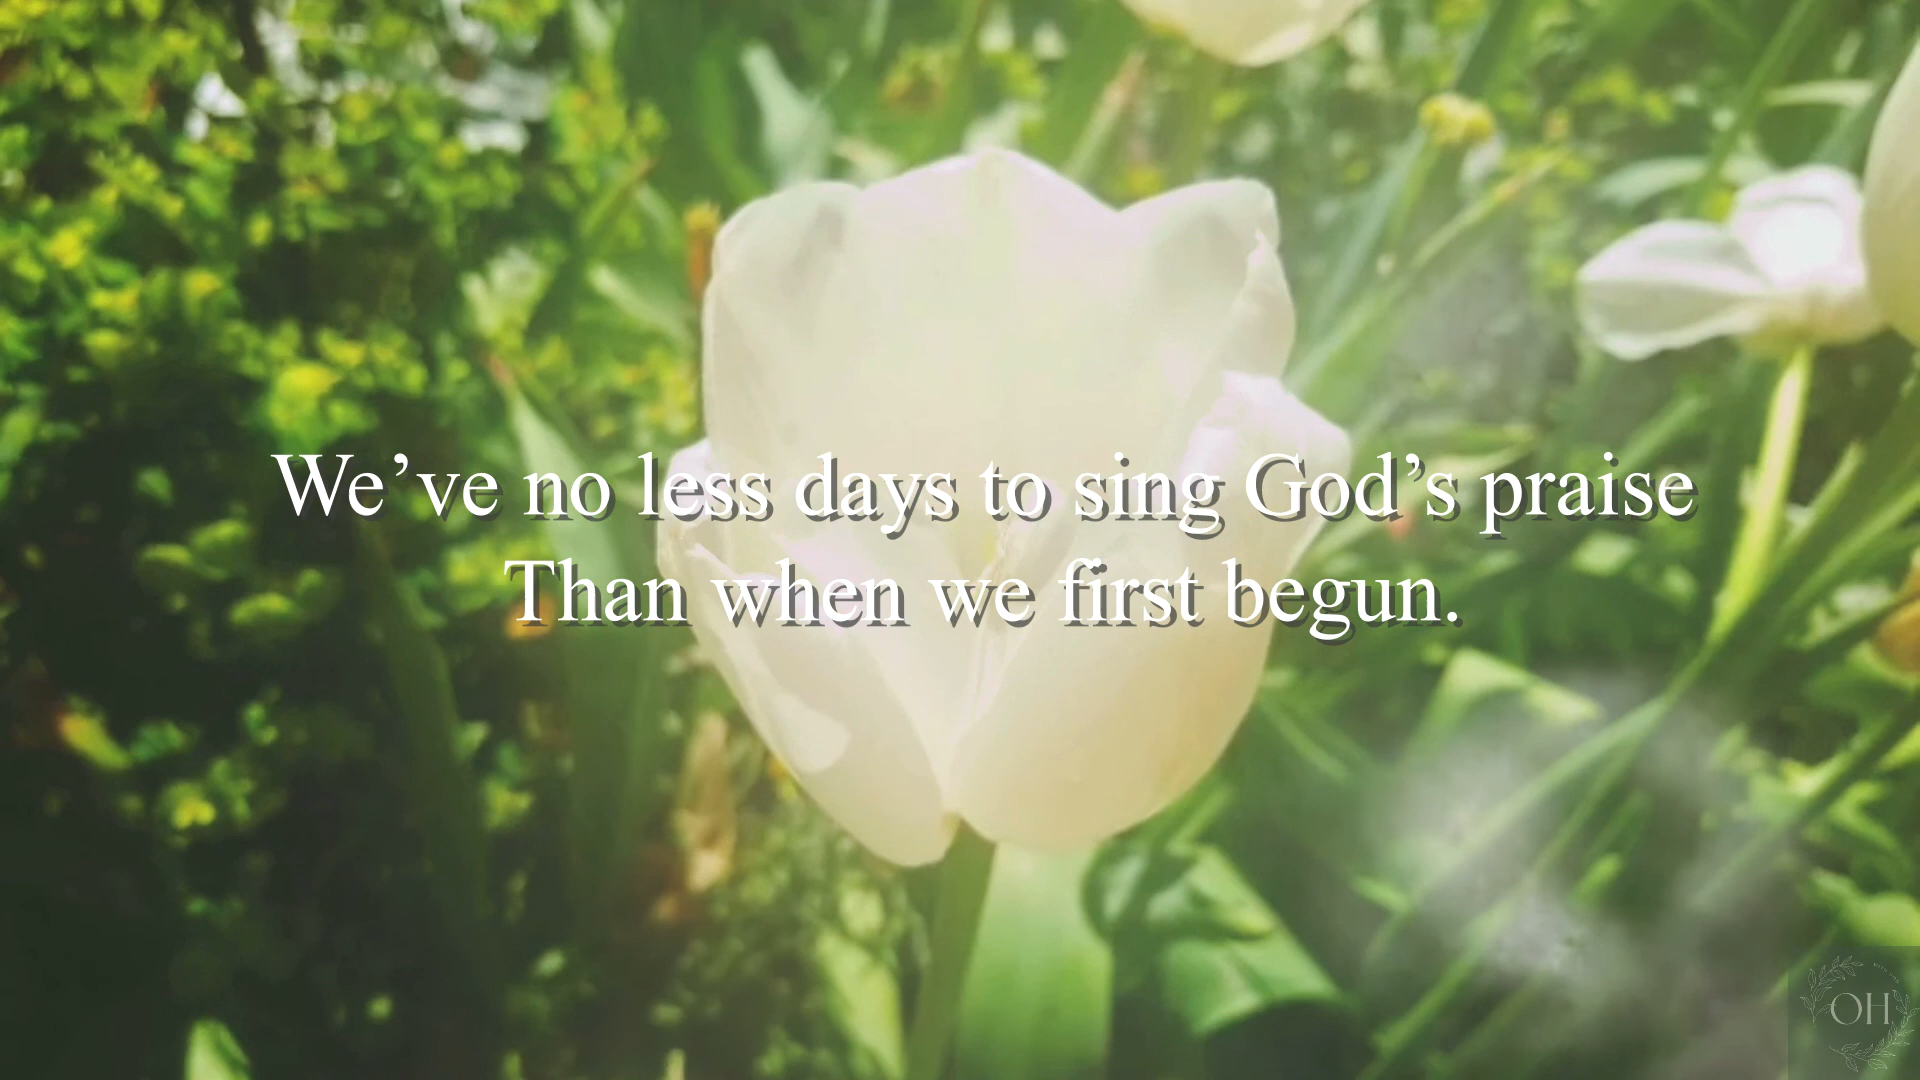 We’ve no less days to sing God’s praise
Than when we first begun.
OH